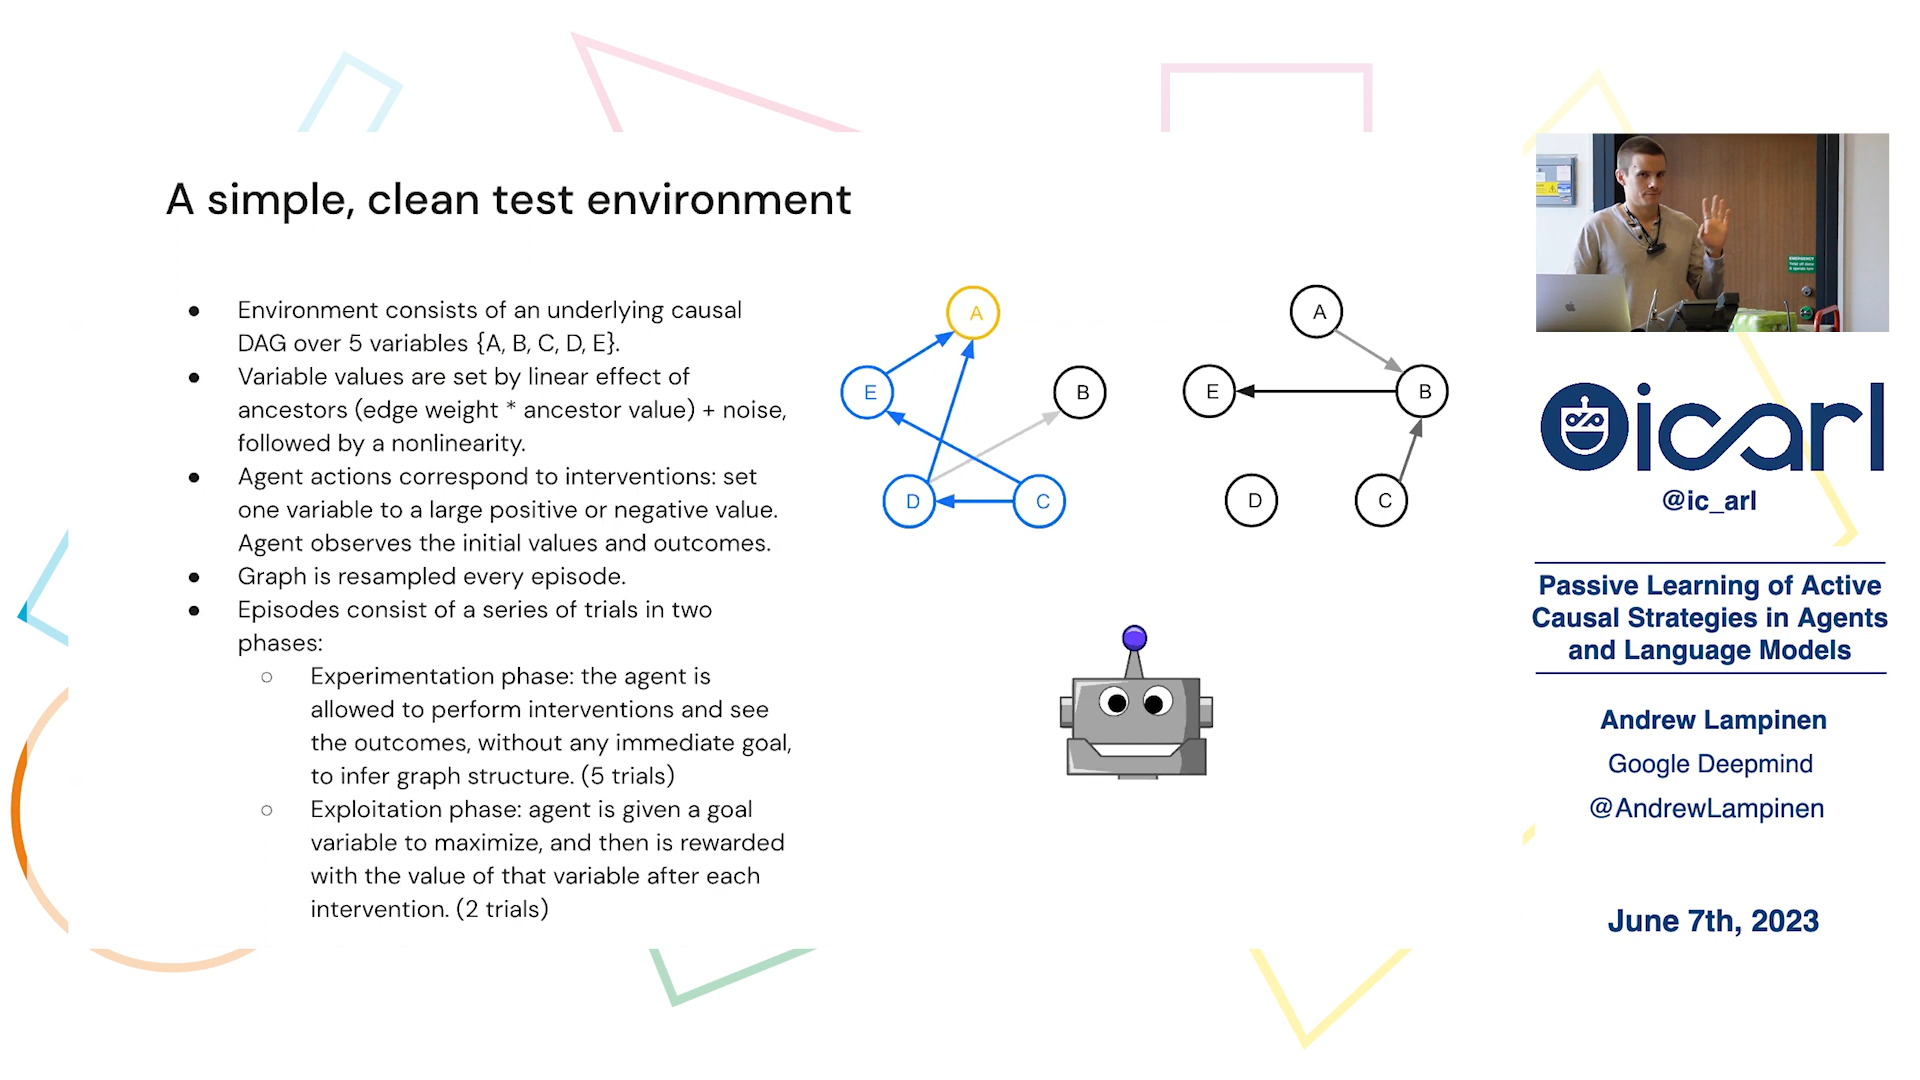 A simple, clean test environment
● Environment consists of an underlying causal
DAG over 5 variables {A, B, C, D, E}.
● Variable values are set by linear effect of
ancestors (edge weight * ancestor value) + noise,
followed by a nonlinearity.
● Agent actions correspond to interventions: set
one variable to a large positive or negative value.
Agent observes the initial values and outcomes.
● Graph is resampled every episode.
● Episodes consist of a series of trials in two
phases:
○ Experimentation phase: the agent is
allowed to perform interventions and see
the outcomes, without any immediate goal,
to infer graph structure. (5 trials)
○ Exploitation phase: agent is given a goal
variable to maximize, and then is rewarded
with the value of that variable after each
intervention. (2 trials)
A
E
B
D
C
A
E
B
D
C
EMERGENCY
icarl
@ic_arl
Passive Learning of Active
Causal Strategies in Agents
and Language Models
Andrew Lampinen
Google Deepmind
@AndrewLampinen
June 7th, 2023